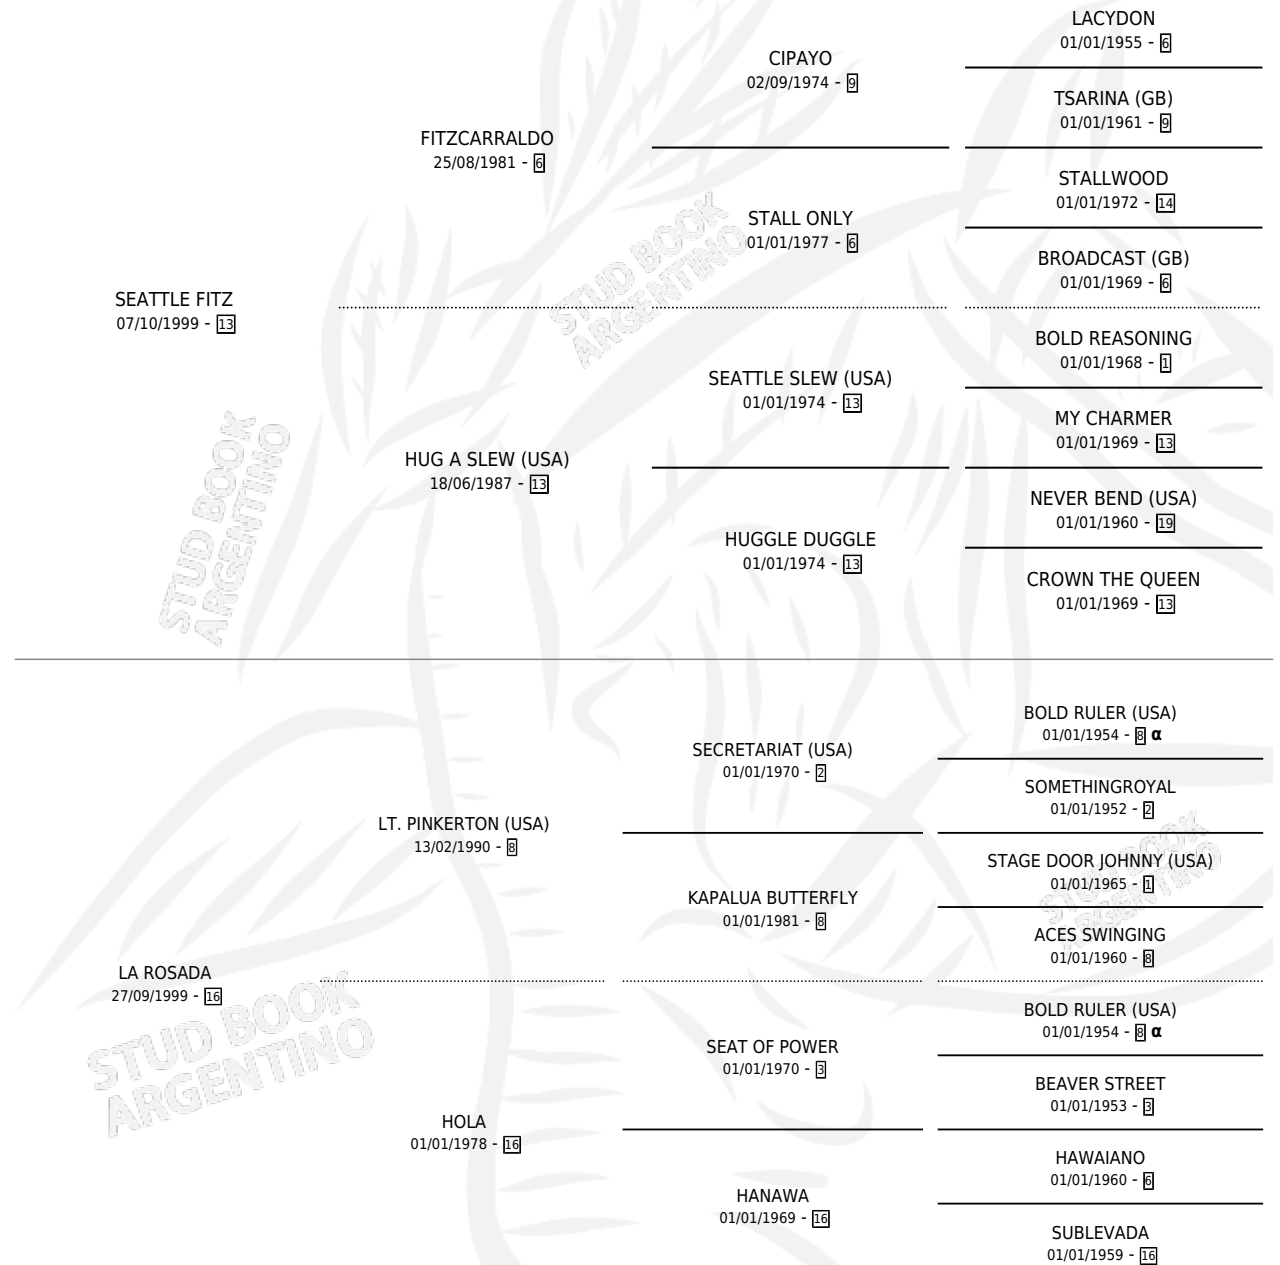 LACYDON
01/01/1955 - 6
CIPAYO
02/09/1974 - 9
TSARINA (GB)
01/01/1961 - 9
FITZCARRALDO
25/08/1981 - 6
STALLWOOD
01/01/1972 - 14
STALL ONLY
01/01/1977 - 6
BROADCAST (GB)
01/01/1969 - 6
STUD BOOK
ARGENTINO
SEATTLE FITZ
07/10/1999 - 13
BOLD REASONING
01/01/1968 - 1
SEATTLE SLEW (USA)
01/01/1974 - 13
MY CHARMER
01/01/1969 - 13
HUG A SLEW (USA)
18/06/1987 - 13
NEVER BEND (USA)
01/01/1960 - 19
HUGGLE DUGGLE
01/01/1974 - 13
CROWN THE QUEEN
01/01/1969 - 13
STUD BOOK
ARGENTINO
BOLD RULER (USA)
01/01/1954 - 8 α
SECRETARIAT (USA)
01/01/1970 - 2
SOMETHINGROYAL
01/01/1952 - 2
LT. PINKERTON (USA)
13/02/1990 - 8
STAGE DOOR JOHNNY (USA)
01/01/1965 - 1
KAPALUA BUTTERFLY
01/01/1981 - 8
ACES SWINGING
01/01/1960 - 8
STUD BOOK
ARGENTINO
LA ROSADA
27/09/1999 - 16
BOLD RULER (USA)
01/01/1954 - 8 α
SEAT OF POWER
01/01/1970 - 3
BEAVER STREET
01/01/1953 - 3
STUD BOOK
ARGENTINO
HOLA
01/01/1978 - 16
HAWAIANO
01/01/1960 - 6
HANAWA
01/01/1969 - 16
SUBLEVADA
01/01/1959 - 16